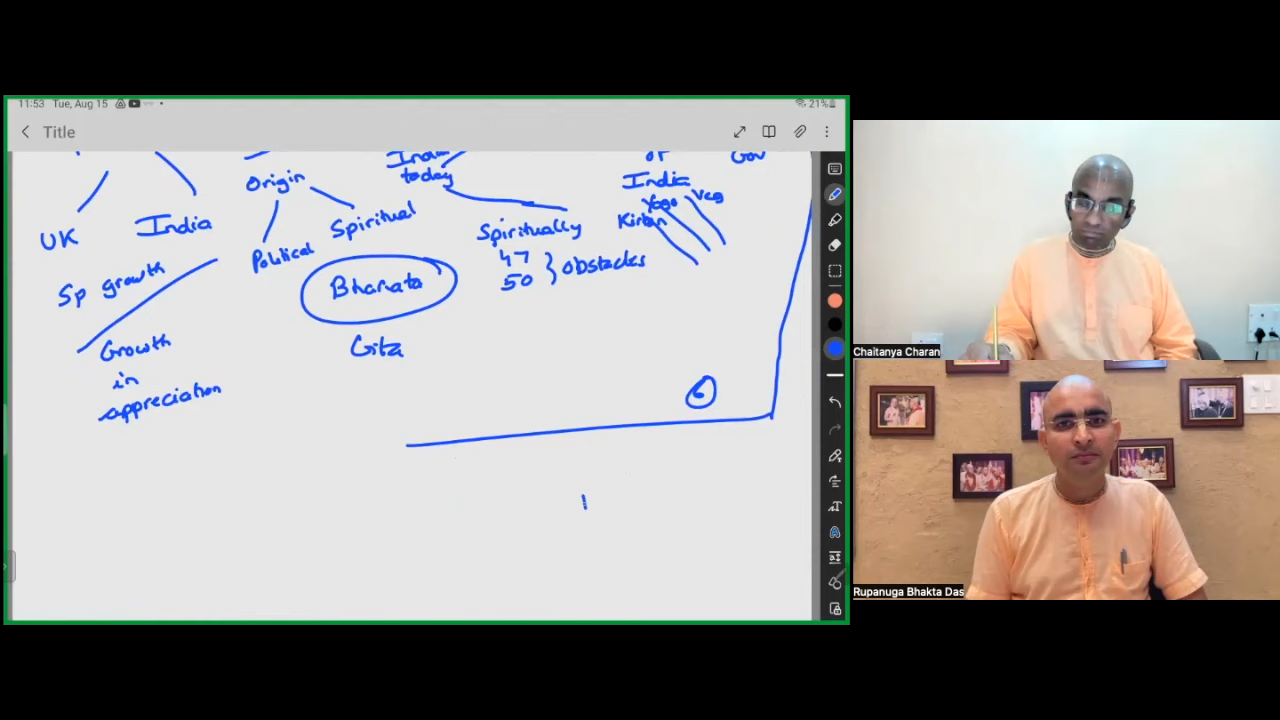 11:53 Tue, Aug 15
21%
Title
India
today
of
India
Gov
Origin
UK
India
Political
Spiritual
Spiritually
47
50
obstacles
Kirtan
Yoga
Veg
Sp growth
Growth
in
appreciation
Bharata
Gita
6
Chaitanya Charan
Rupanuga Bhakta Das